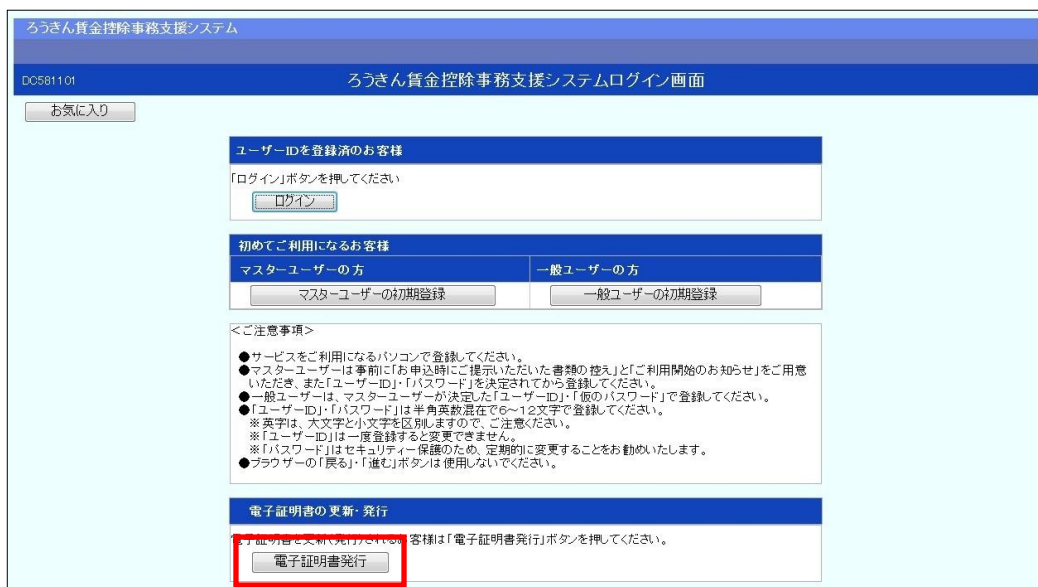 ろうきん賃金控除事務支援システム
DC581101
ろうきん賃金控除事務支援システムログイン画面
お気に入り
ユーザーIDを登録済のお客様
「ログイン」ボタンを押してください
ログイン
初めてご利用になるお客様
マスターユーザーの方
一般ユーザーの方
マスターユーザーの初期登録
一般ユーザーの初期登録
＜ご注意事項＞
●サービスをご利用になるパソコンで登録してください。
●マスターユーザーは事前に「お申込時にご提示いただいた書類の控え」と「ご利用開始のお知らせ」をご用意
いただき、また「ユーザーID」・「パスワード」を決定されてから登録してください。
●一般ユーザーは、マスターユーザーが決定した「ユーザーID」・「仮のパスワード」で登録してください。
●「ユーザーID」・「パスワード」は半角英数混在で6～12文字で登録してください。
※英字は、大文字と小文字を区別しますので、ご注意ください。
※「ユーザーID」は一度登録すると変更できません。
※「パスワード」はセキュリティー保護のため、定期的に変更することをお勧めいたします。
●ブラウザーの「戻る」・「進む」ボタンは使用しないでください。
電子証明書の更新・発行
電子証明書を更新(発行)されるお客様は「電子証明書発行」ボタンを押してください。
電子証明書発行